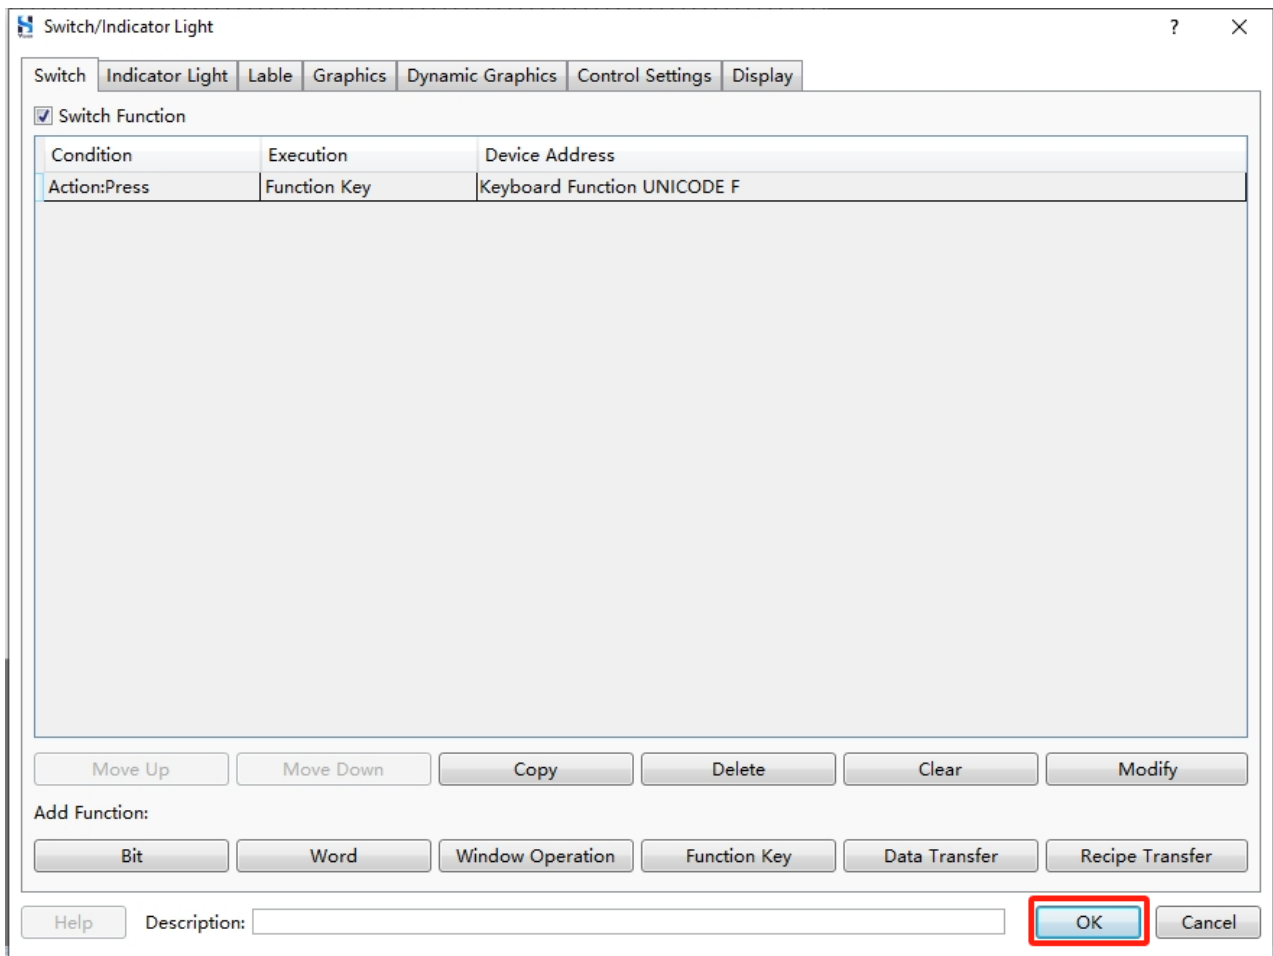 Switch/Indicator Light ?
Switch Indicator Light Lable Graphics Dynamic Graphics Control Settings Display
Switch Function
Condition Execution Device Address
Action:Press Function Key Keyboard Function UNICODE F
Move Up Move Down Copy Delete Clear Modify
Add Function:
Bit Word Window Operation Function Key Data Transfer Recipe Transfer
Help Description: OK Cancel